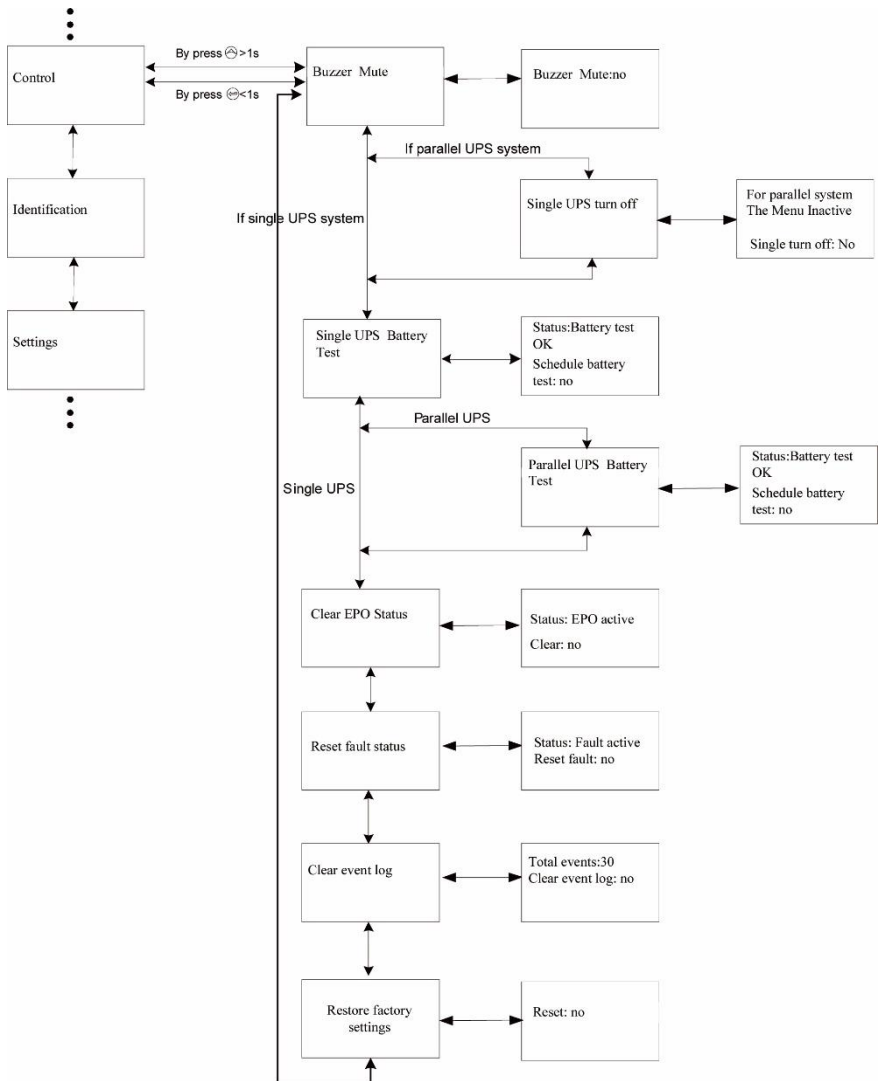 By press >1s
Control
Buzzer Mute
Buzzer Mute:no
By press <1s
If parallel UPS system
Identification
If single UPS system
Single UPS turn off
For parallel system
The Menu Inactive
Single turn off: No
Settings
Single UPS Battery
Test
Status:Battery test
OK
Schedule battery
test: no
Parallel UPS
Single UPS
Parallel UPS Battery
Test
Status:Battery test
OK
Schedule battery
test: no
Clear EPO Status
Status: EPO active
Clear: no
Reset fault status
Status: Fault active
Reset fault: no
Clear event log
Total events:30
Clear event log: no
Restore factory
settings
Reset: no